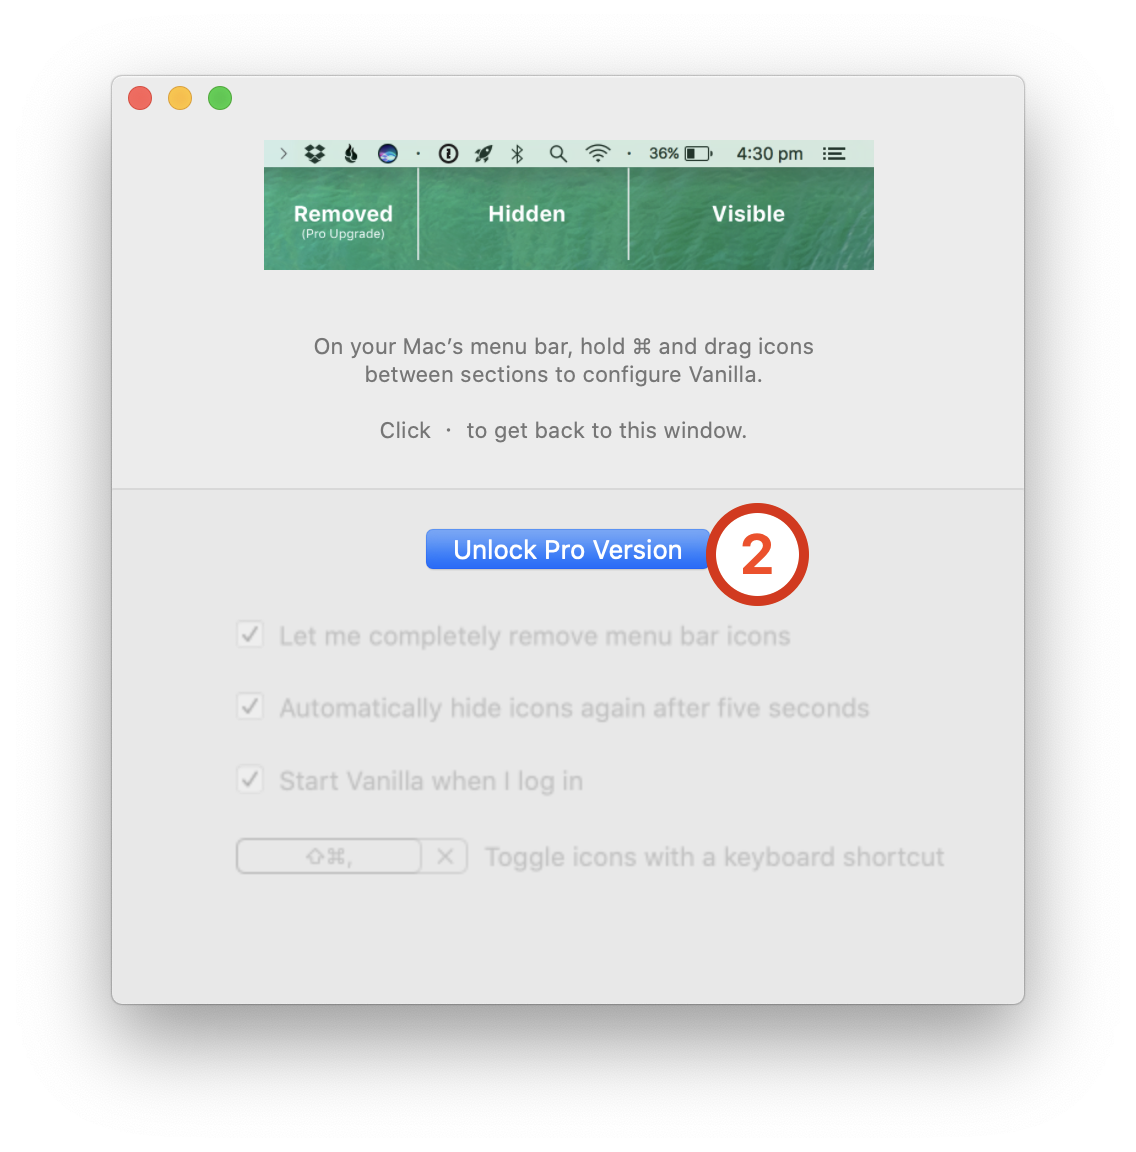 36% 4:30 pm
Removed Hidden Visible
(Pro Upgrade)
On your Mac's menu bar, hold ⌘ and drag icons
between sections to configure Vanilla.
Click · to get back to this window.
Unlock Pro Version 2
Let me completely remove menu bar icons
Automatically hide icons again after five seconds
Start Vanilla when I log in
⇧⌘, Toggle icons with a keyboard shortcut